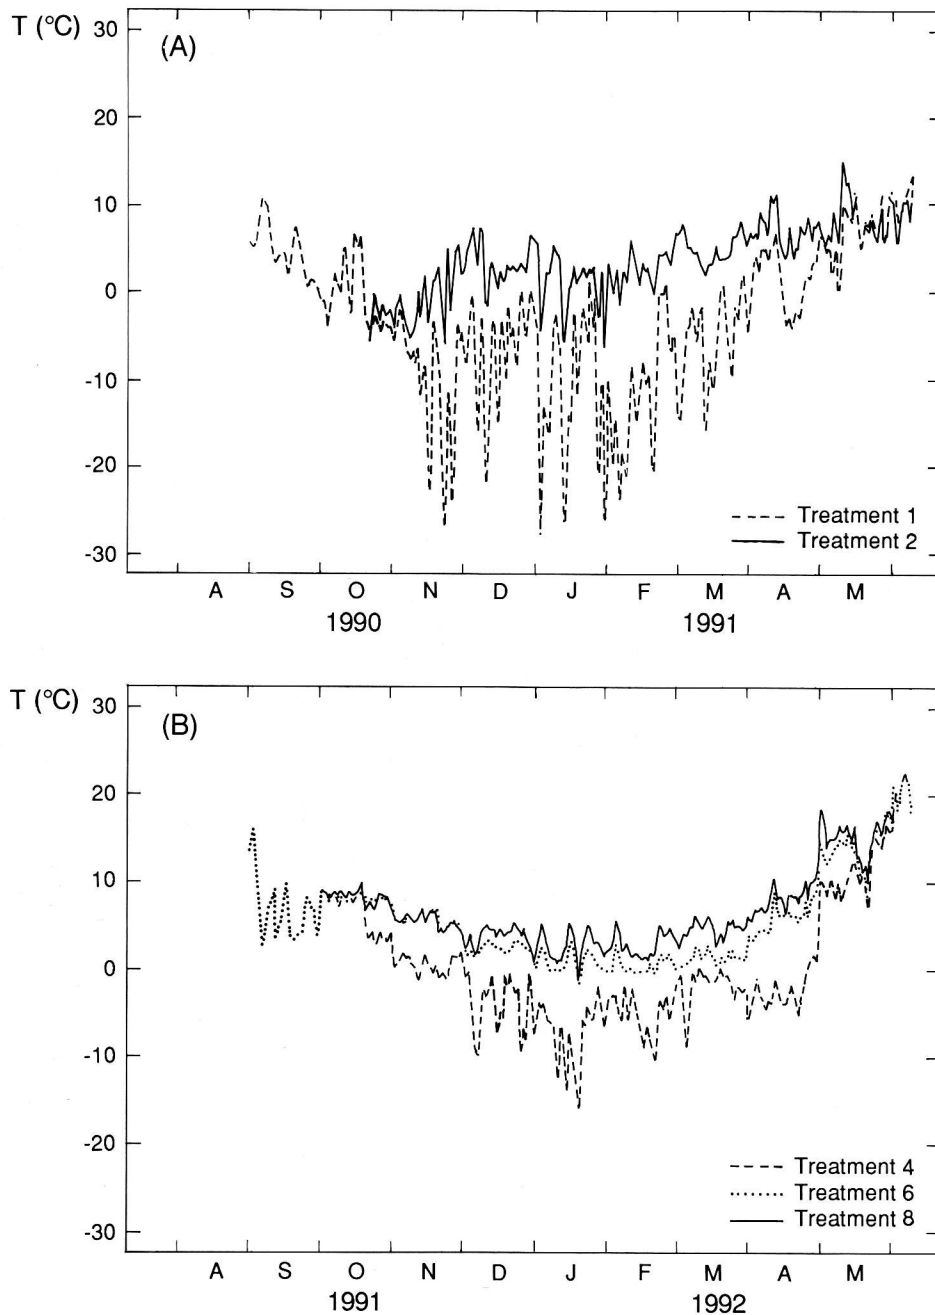 T (°C)
(A)
30
20
10
0
-10
-20
-30
Treatment 1
Treatment 2
A S O N D J F M A M
1990 1991
T (°C)
(B)
30
20
10
0
-10
-20
-30
Treatment 4
Treatment 6
Treatment 8
A S O N D J F M A M
1991 1992